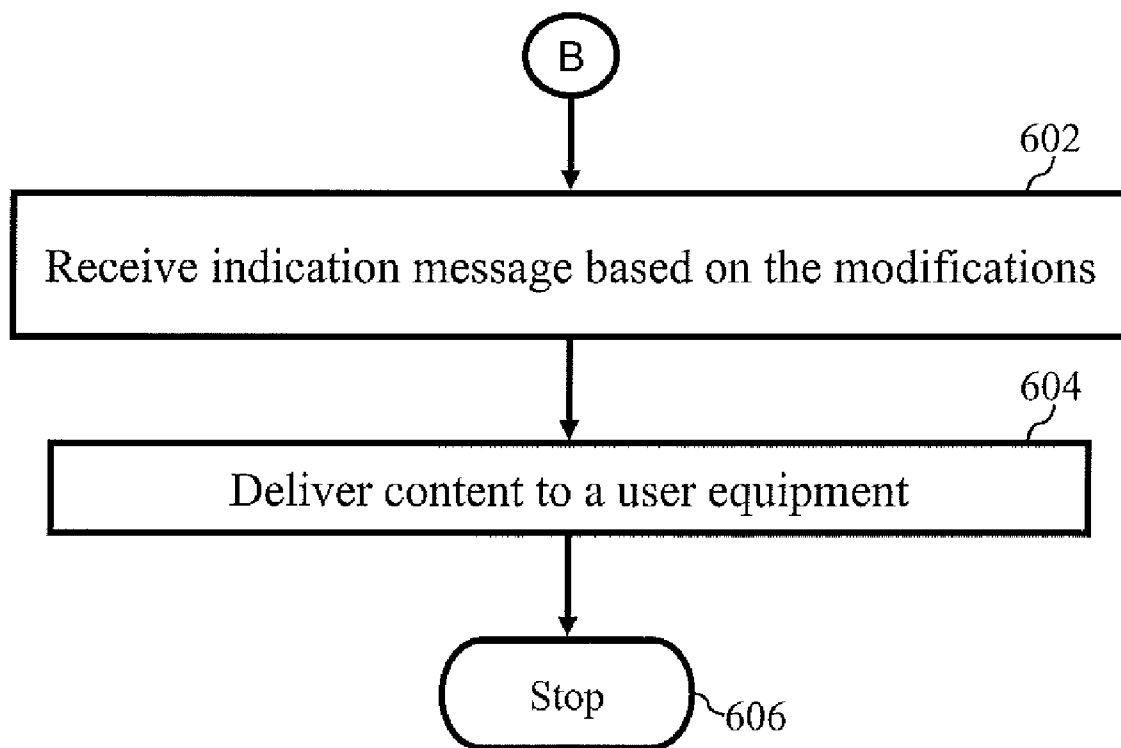 B
602
Receive indication message based on the modifications
604
Deliver content to a user equipment
Stop
606